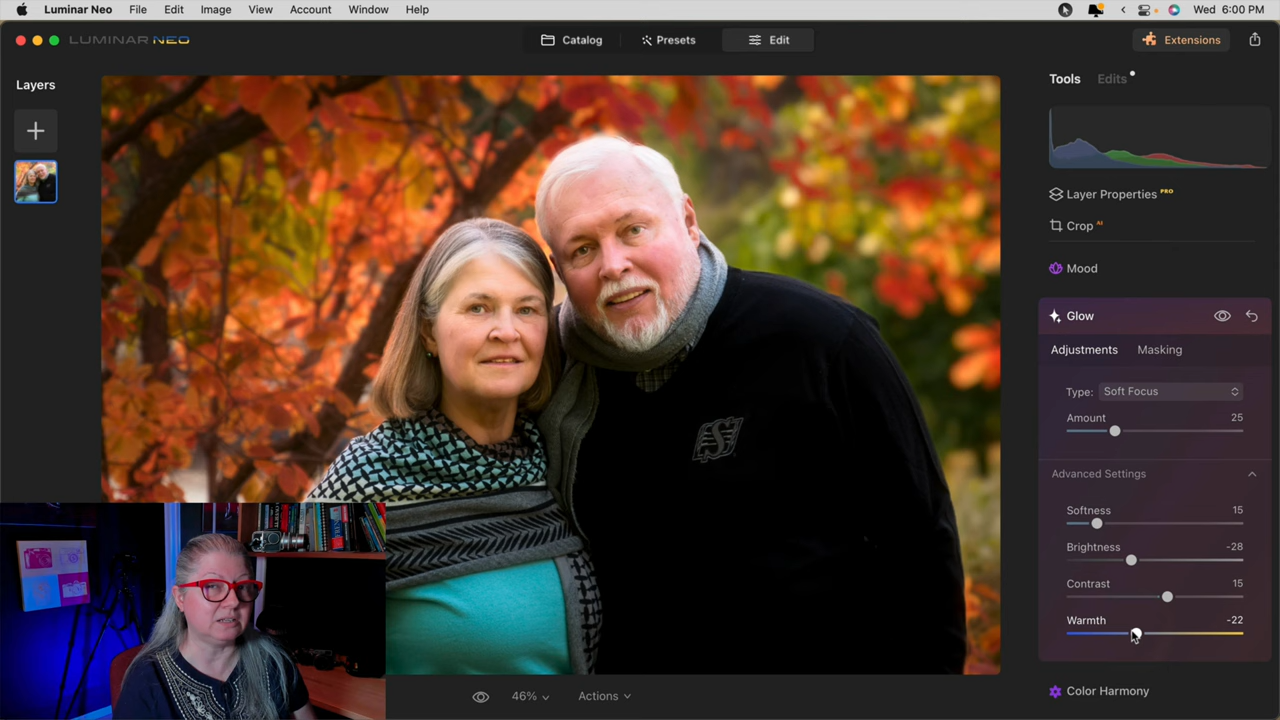 Luminar Neo File Edit Image View Account Window Help Wed 6:00 PM
LUMINAR NEO Catalog Presets Edit Extensions
Layers
Tools Edits
Layer Properties PRO
Crop AI
Mood
Glow
Adjustments Masking
Type: Soft Focus
Amount 25
Advanced Settings
Softness 15
Brightness -28
Contrast 15
Warmth -22
Color Harmony
46% Actions